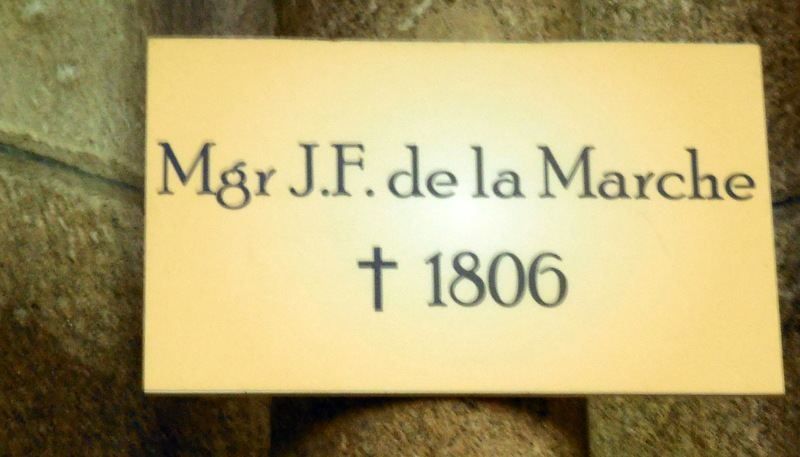 Mgr J.F. de la Marche
† 1806